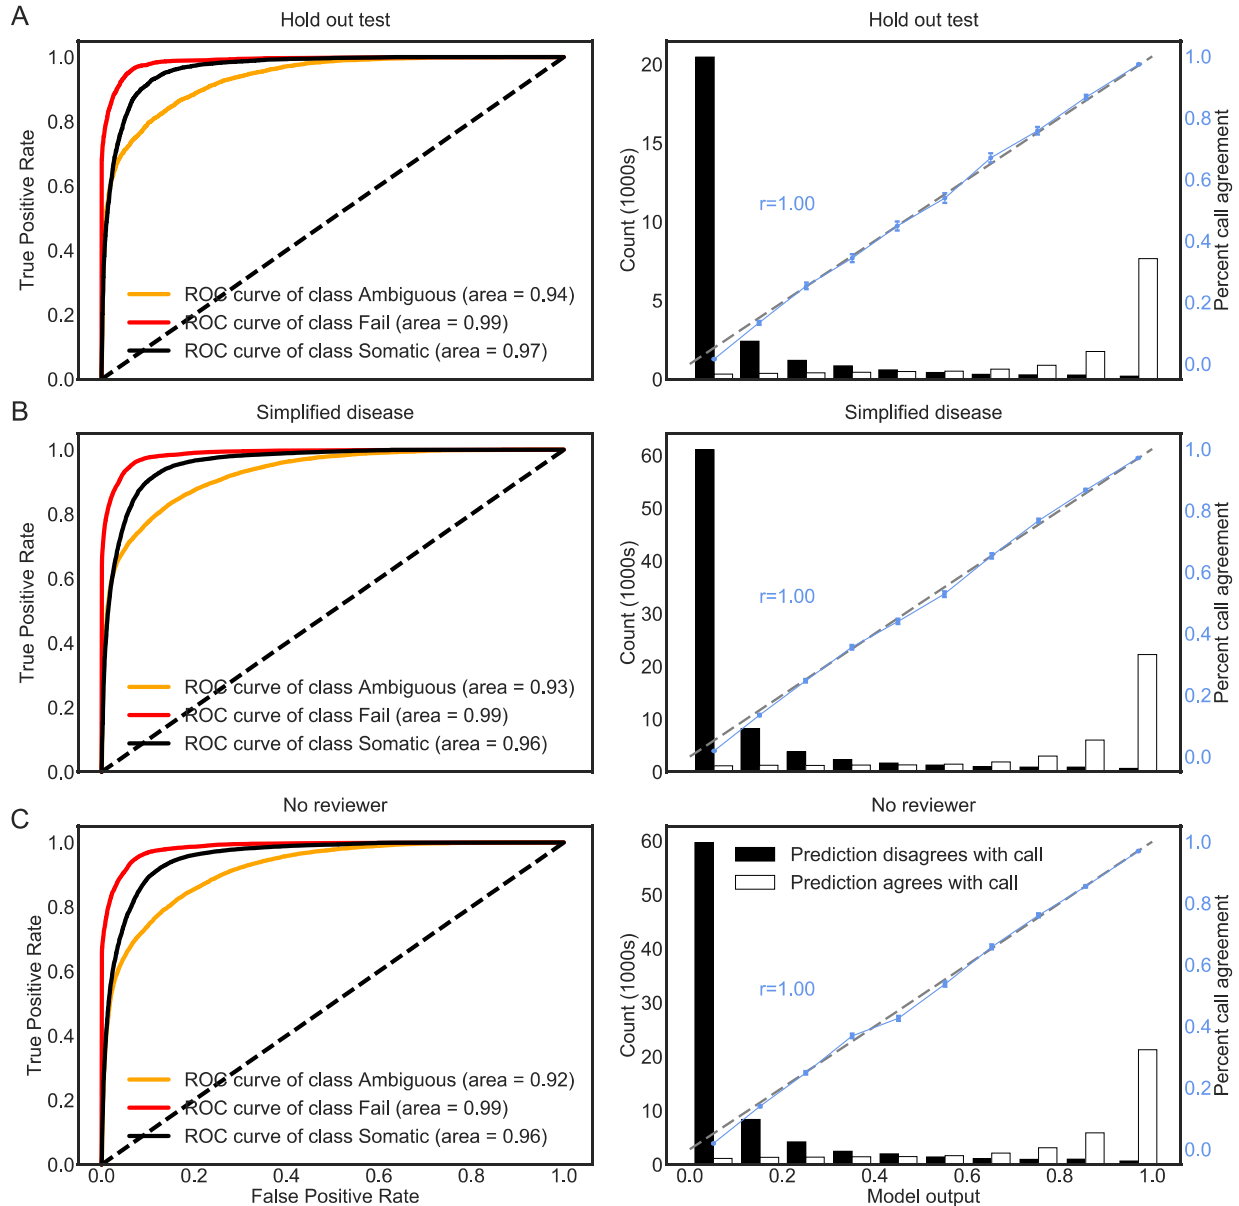 A
Hold out test
True Positive Rate
1.0
0.8
0.6
0.4
0.2
0.0
ROC curve of class Ambiguous (area = 0.94)
ROC curve of class Fail (area = 0.99)
ROC curve of class Somatic (area = 0.97)
Hold out test
Count (1000s)
20
15
10
5
0
r=1.00
1.0
0.8
0.6
0.4
0.2
0.0
Percent call agreement
B
Simplified disease
True Positive Rate
1.0
0.8
0.6
0.4
0.2
0.0
ROC curve of class Ambiguous (area = 0.93)
ROC curve of class Fail (area = 0.99)
ROC curve of class Somatic (area = 0.96)
Simplified disease
Count (1000s)
60
50
40
30
20
10
0
r=1.00
1.0
0.8
0.6
0.4
0.2
0.0
Percent call agreement
C
No reviewer
True Positive Rate
1.0
0.8
0.6
0.4
0.2
0.0
ROC curve of class Ambiguous (area = 0.92)
ROC curve of class Fail (area = 0.99)
ROC curve of class Somatic (area = 0.96)
0.0 0.2 0.4 0.6 0.8 1.0
False Positive Rate
No reviewer
Count (1000s)
60
50
40
30
20
10
0
Prediction disagrees with call
Prediction agrees with call
r=1.00
1.0
0.8
0.6
0.4
0.2
0.0
Percent call agreement
0.0 0.2 0.4 0.6 0.8 1.0
Model output